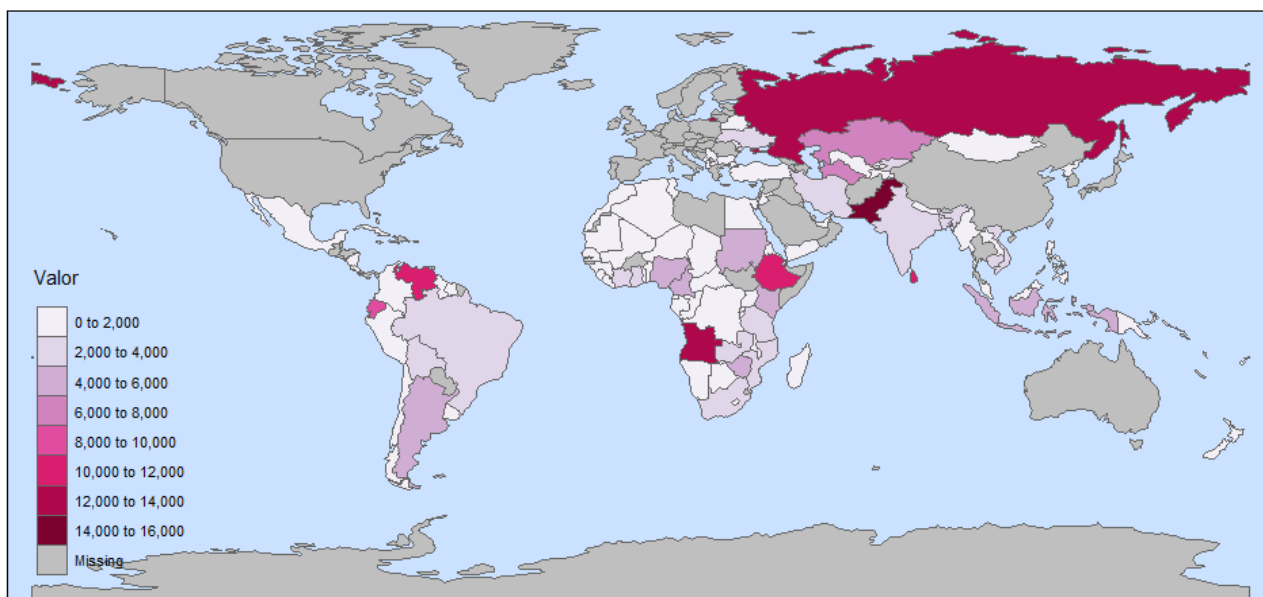 Valor
0 to 2,000
2,000 to 4,000
4,000 to 6,000
6,000 to 8,000
8,000 to 10,000
10,000 to 12,000
12,000 to 14,000
14,000 to 16,000
Missing